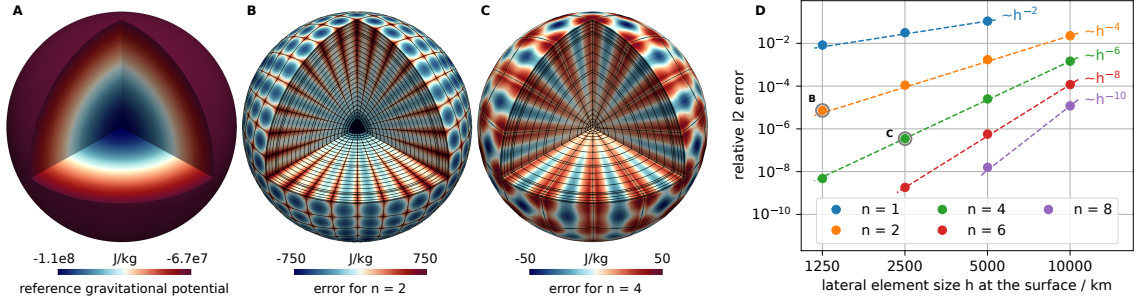 A
J/kg
-1.1e8
-6.7e7
reference gravitational potential
B
J/kg
-750
750
error for n = 2
C
J/kg
-50
50
error for n = 4
D
relative l2 error
10⁻²
10⁻⁴
10⁻⁶
10⁻⁸
10⁻¹⁰
~h⁻²
~h⁻⁴
~h⁻⁶
~h⁻⁸
~h⁻¹⁰
B
C
n = 1
n = 2
n = 4
n = 6
n = 8
1250
2500
5000
10000
lateral element size h at the surface / km